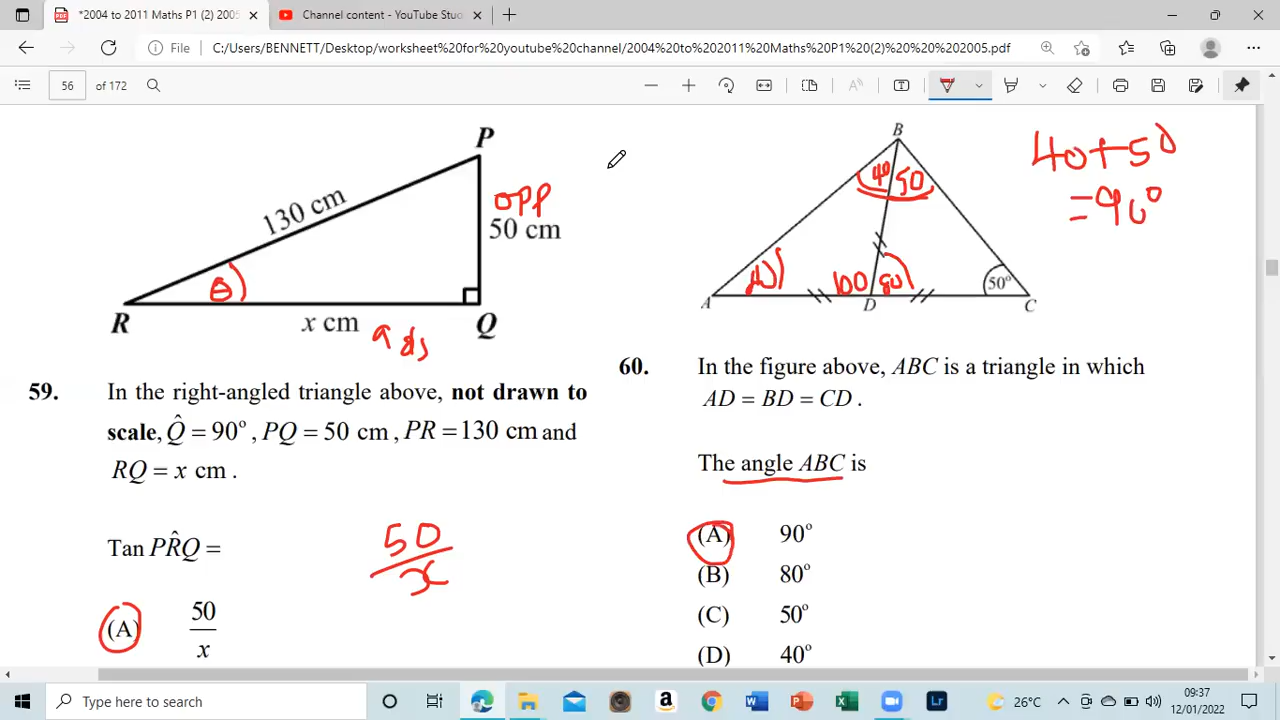 *2004 to 2011 Maths P1 (2) 2005
Channel content - YouTube Stu
File
C:/Users/BENNETT/Desktop/worksheet%20for%20youtube%20channel/2004%20to%202011%20Maths%20P1%20(2)%20%20%202005.pdf
56 of 172
P
130 cm
opp
50 cm
θ
R
x cm
Q
adj
B
40 50
40+50
=90°
100 80
50°
A
D
C
59. In the right-angled triangle above, not drawn to
scale, Q̂ = 90°, PQ = 50 cm, PR = 130 cm and
RQ = x cm.
Tan PR̂Q =
50
x
(A) 50
x
60. In the figure above, ABC is a triangle in which
AD = BD = CD.
The angle ABC is
(A) 90°
(B) 80°
(C) 50°
(D) 40°
Type here to search
26°C
09:37
12/01/2022